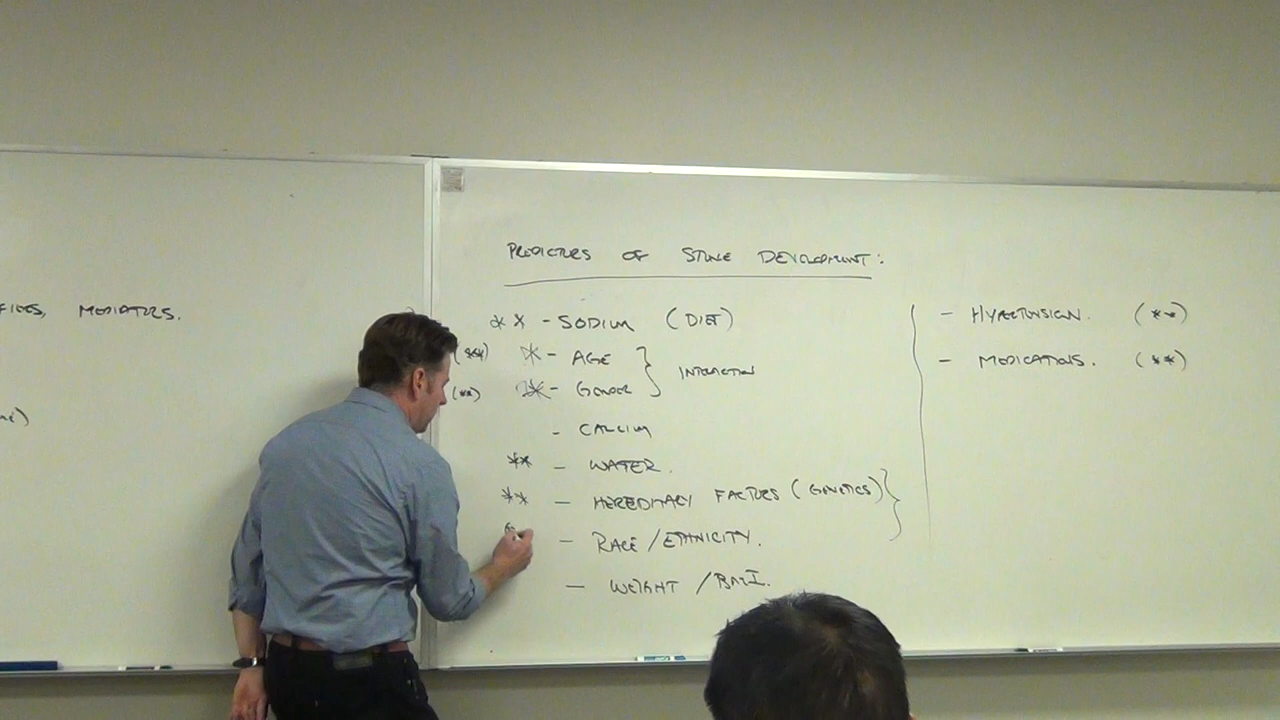 MEDIATORS.
PREDICTORS OF STONE DEVELOPMENT:
** - SODIUM (DIET)
(**) * - AGE
(**) * - GENDER
INTERACTION
- CALCIUM
** - WATER.
** - HEREDITARY FACTORS (GENETICS)
- RACE/ETHNICITY.
- WEIGHT/BMI.
- HYPERTENSION. (**)
- MEDICATIONS. (**)